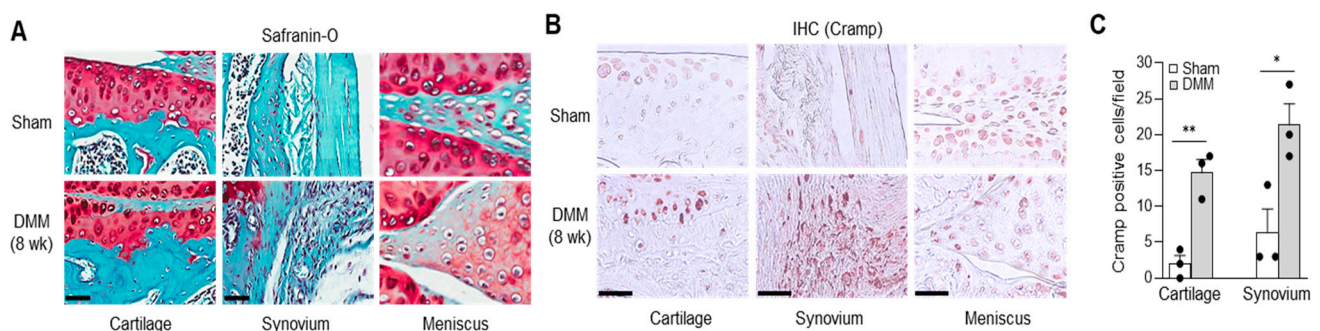 A
Safranin-O
Sham
DMM
(8 wk)
Cartilage
Synovium
Meniscus
B
IHC (Cramp)
Sham
DMM
(8 wk)
Cartilage
Synovium
Meniscus
C
Cramp positive cells/field
30
25
20
15
10
5
0
Sham
DMM
**
*
Cartilage
Synovium